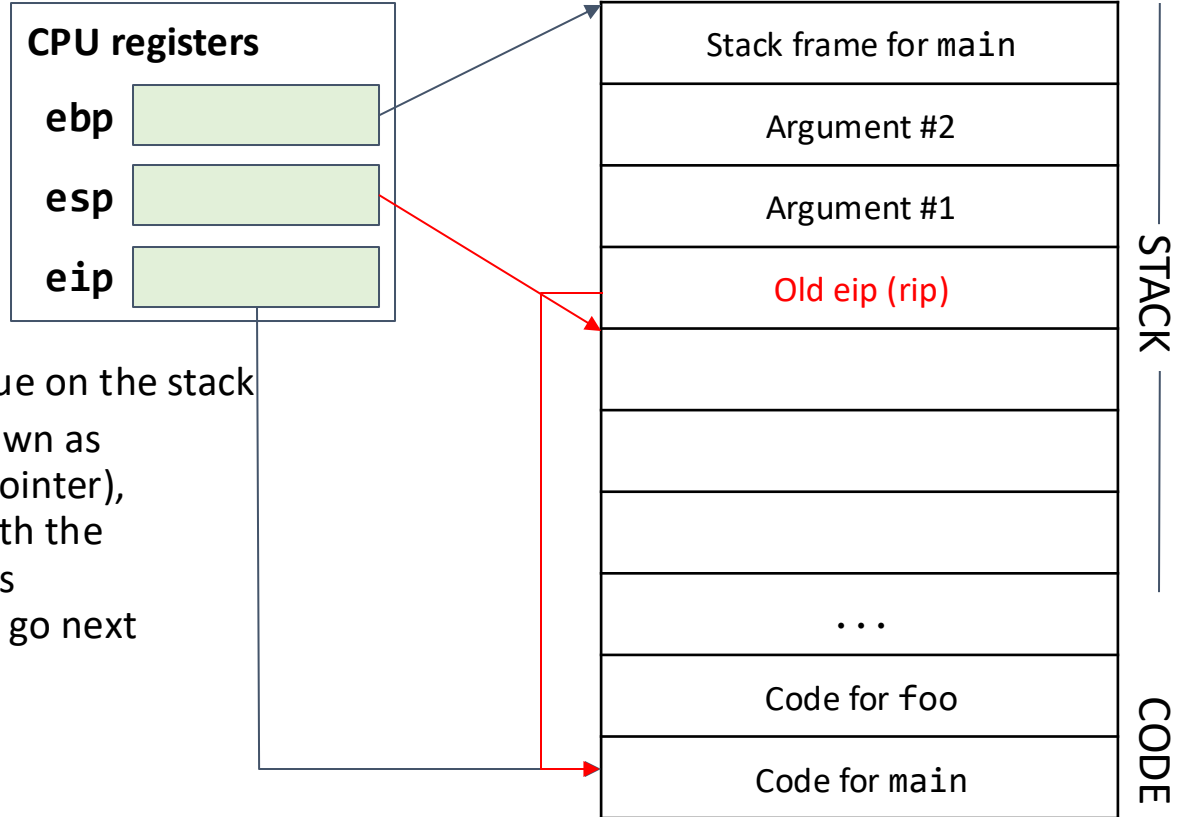 CPU registers
ebp
esp
eip
ue on the stack
wn as
ointer),
th the
s
go next
Stack frame for main
Argument #2
Argument #1
Old eip (rip)
...
Code for foo
Code for main
STACK
CODE